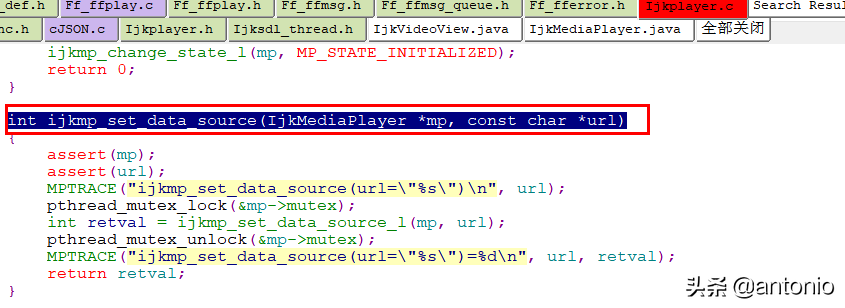 _def.h Ff_ffplay.c Ff_ffplay.h Ff_ffmsg.h Ff_ffmsg_queue.h Ff_fferror.h Ijkplayer.c Search Resul
nc.h cJSON.c Ijkplayer.h Ijksdl_thread.h IjkVideoView.java IjkMediaPlayer.java 全部关闭
ijkmp_change_state_l(mp, MP_STATE_INITIALIZED);
return 0;
}
int ijkmp_set_data_source(IjkMediaPlayer *mp, const char *url)
{
assert(mp);
assert(url);
MPTRACE("ijkmp_set_data_source(url=\"%s\")\n", url);
pthread_mutex_lock(&mp->mutex);
int retval = ijkmp_set_data_source_l(mp, url);
pthread_mutex_unlock(&mp->mutex);
MPTRACE("ijkmp_set_data_source(url=\"%s\")=%d\n", url, retval);
return retval;
}
头条 @antonio